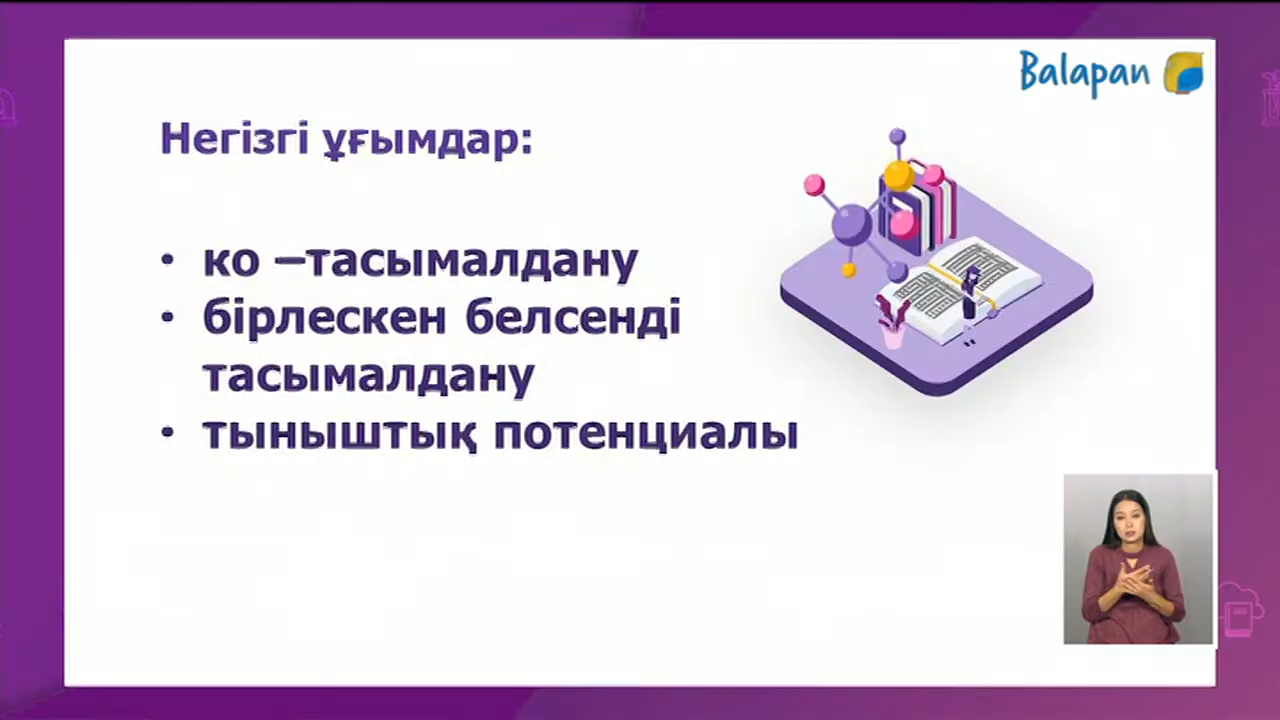 Balapan
Негізгі ұғымдар:
• ко –тасымалдану
• бірлескен белсенді
тасымалдану
• тыныштық потенциалы